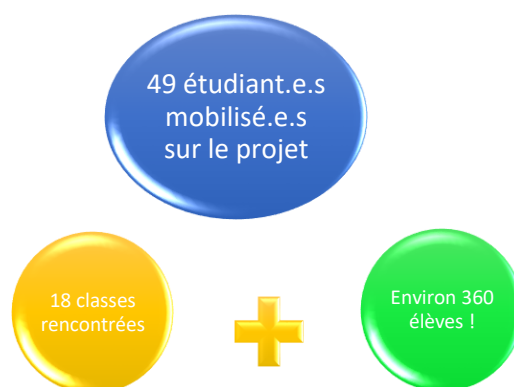 49 étudiant.e.s
mobilisé.e.s
sur le projet
18 classes
rencontrées
Environ 360
élèves !